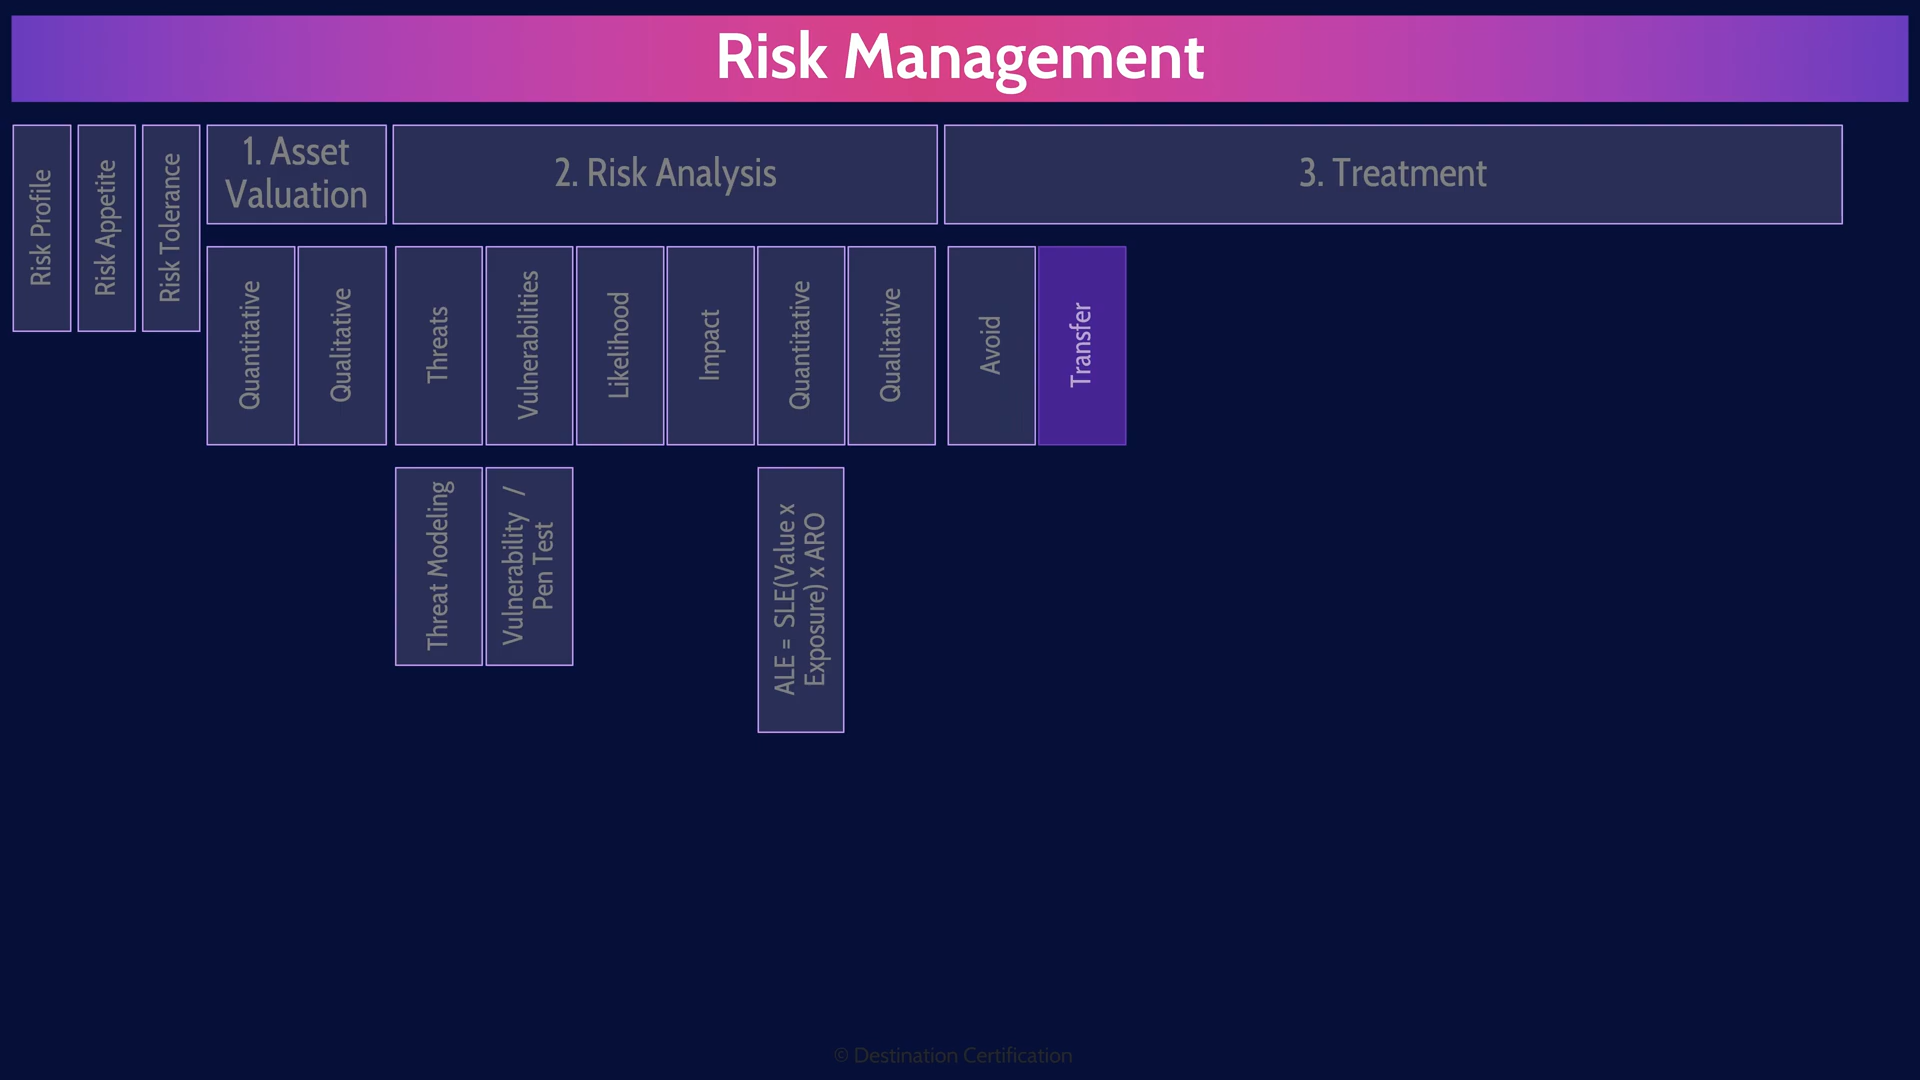 Risk Management
Risk Profile
Risk Appetite
Risk Tolerance
1. Asset
Valuation
2. Risk Analysis
3. Treatment
Quantitative
Qualitative
Threats
Vulnerabilities
Likelihood
Impact
Quantitative
Qualitative
Avoid
Transfer
Threat Modeling
Vulnerability /
Pen Test
ALE = SLE(Value x
Exposure) x ARO
© Destination Certification